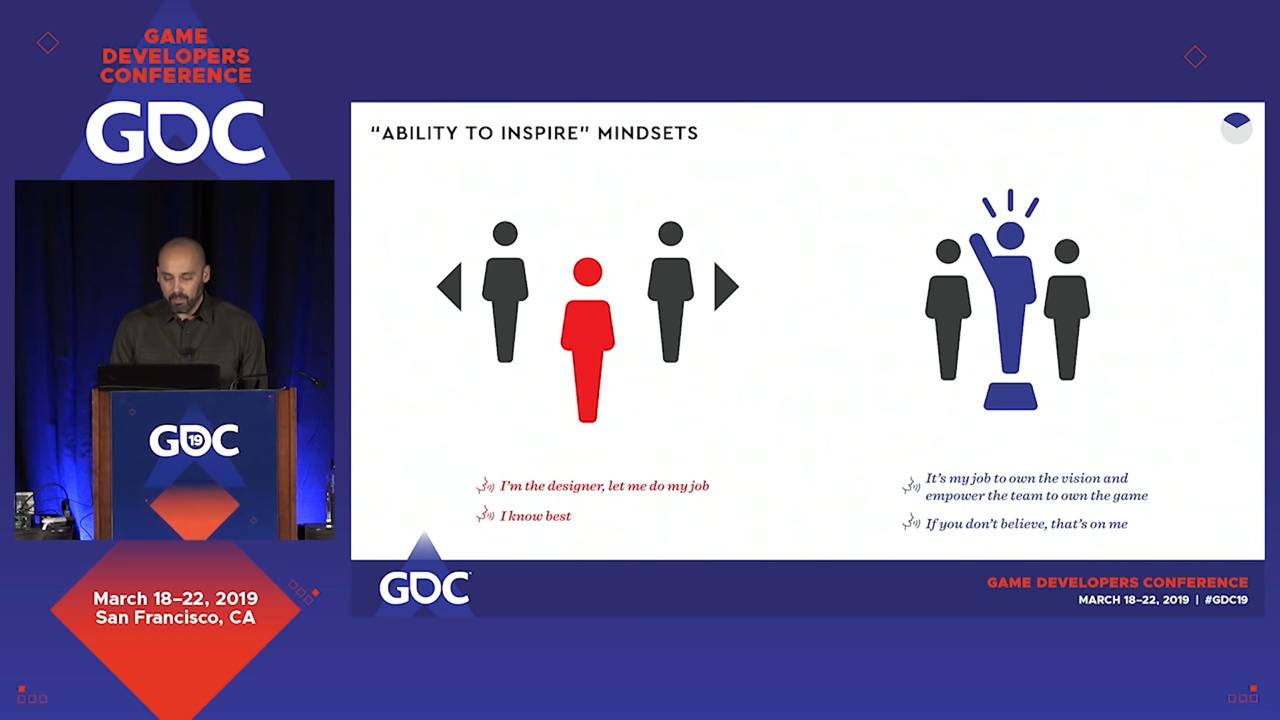 GAME
DEVELOPERS
CONFERENCE
GDC
GDC
19
March 18–22, 2019
San Francisco, CA
“ABILITY TO INSPIRE” MINDSETS
I’m the designer, let me do my job
I know best
It’s my job to own the vision and
empower the team to own the game
If you don’t believe, that’s on me
GDC
GAME DEVELOPERS CONFERENCE
MARCH 18–22, 2019 | #GDC19